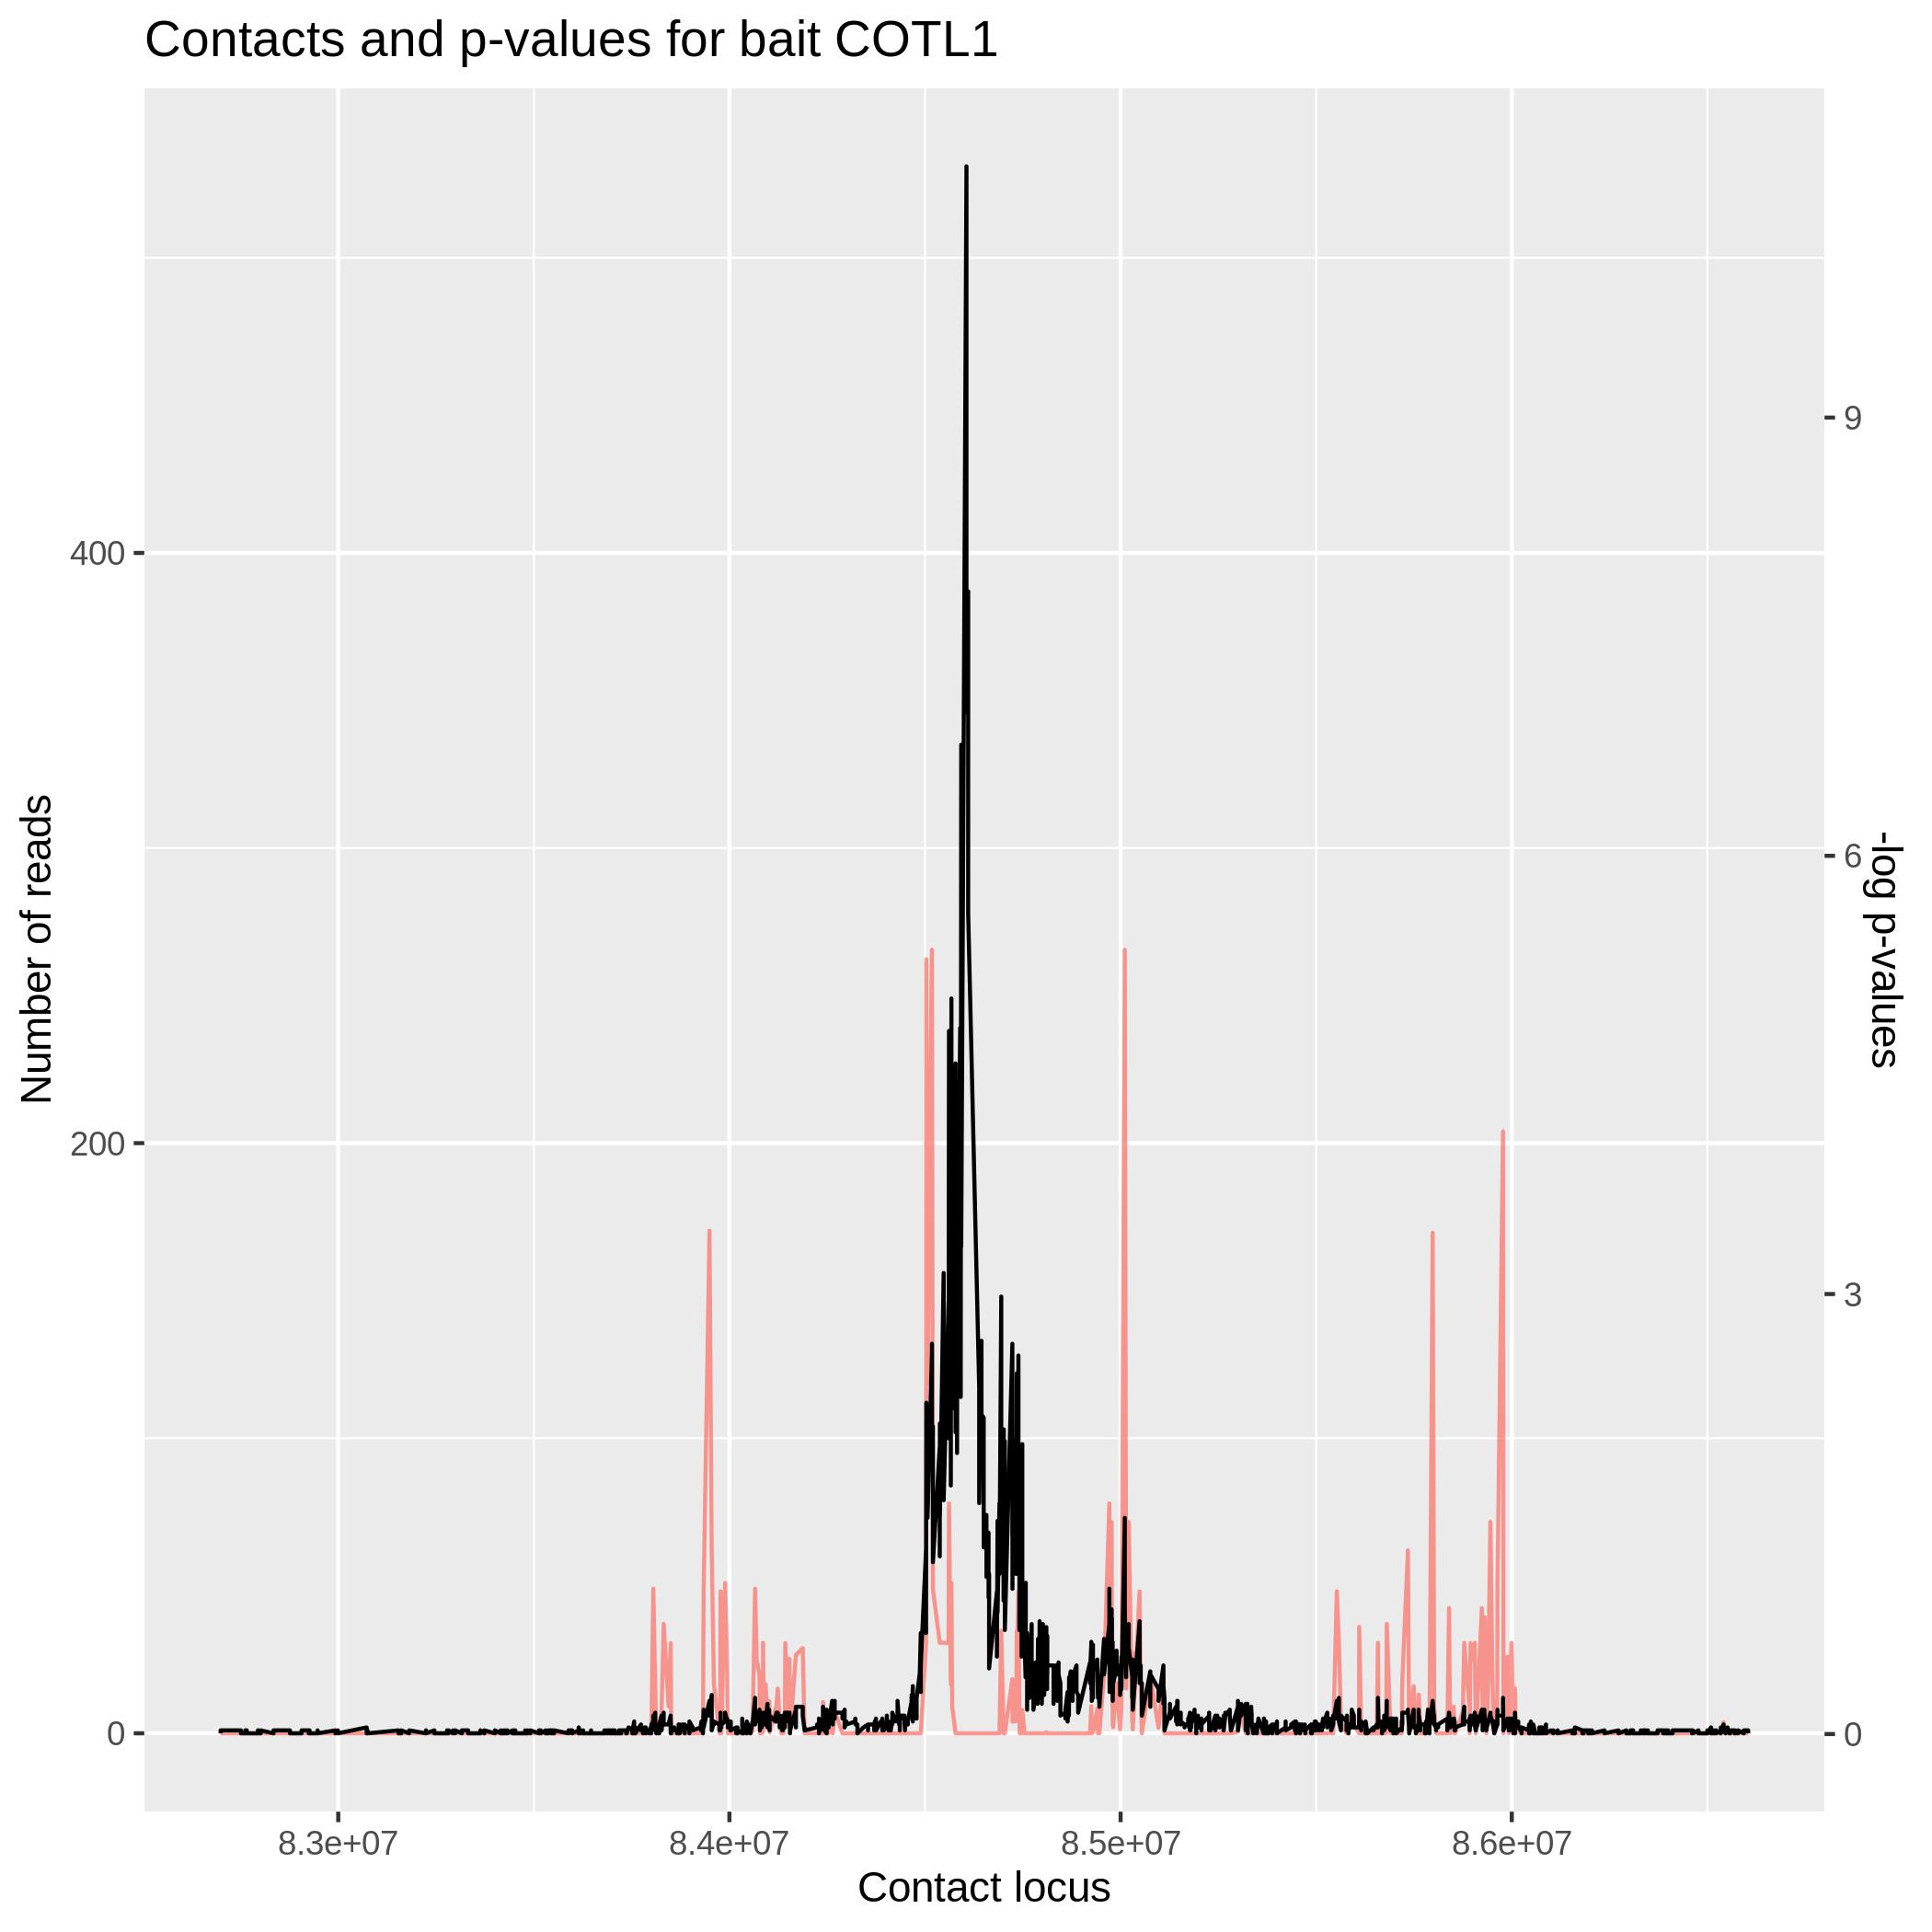 Contacts and p-values for bait COTL1
Number of reads
400
200
0
9
6
3
0
-log p-values
8.3e+07
8.4e+07
8.5e+07
8.6e+07
Contact locus